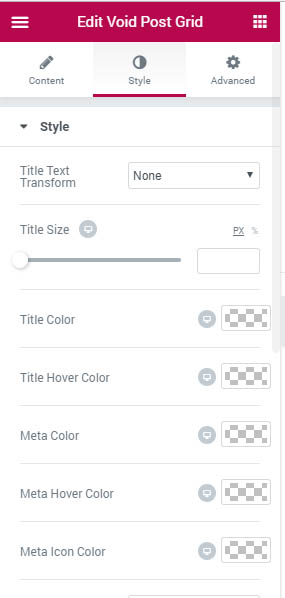 Edit Void Post Grid
Content Style Advanced
Style
Title Text
Transform
None
Title Size PX %
Title Color
Title Hover Color
Meta Color
Meta Hover Color
Meta Icon Color